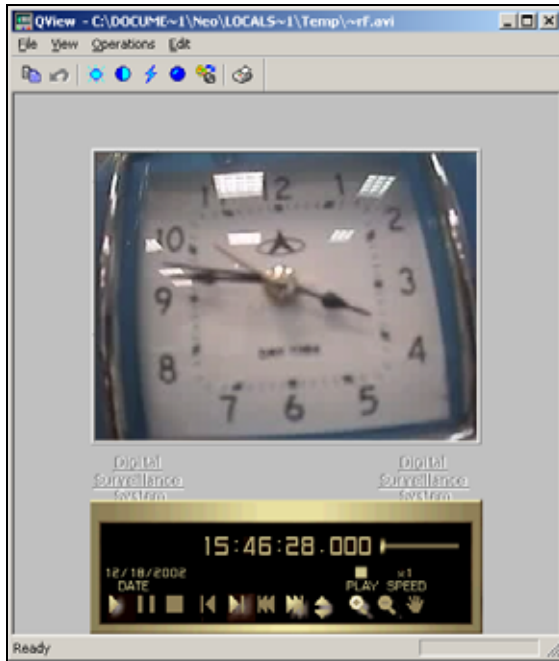 QView - C:\DOCUME~1\Neo\LOCALS~1\Temp\~rf.avi
File View Operations Edit
12 1 2 3 4 5 6 7 8 9 10
Digital Surveillance System
Digital Surveillance System
15:46:28.000
12/18/2002
DATE
x1
PLAY SPEED
Ready